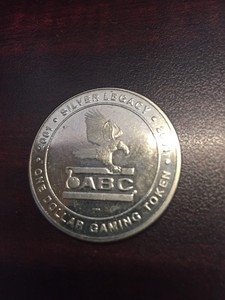 2001 • SILVER LEGACY •
ABC
ONE DOLLAR GAMING TOKEN